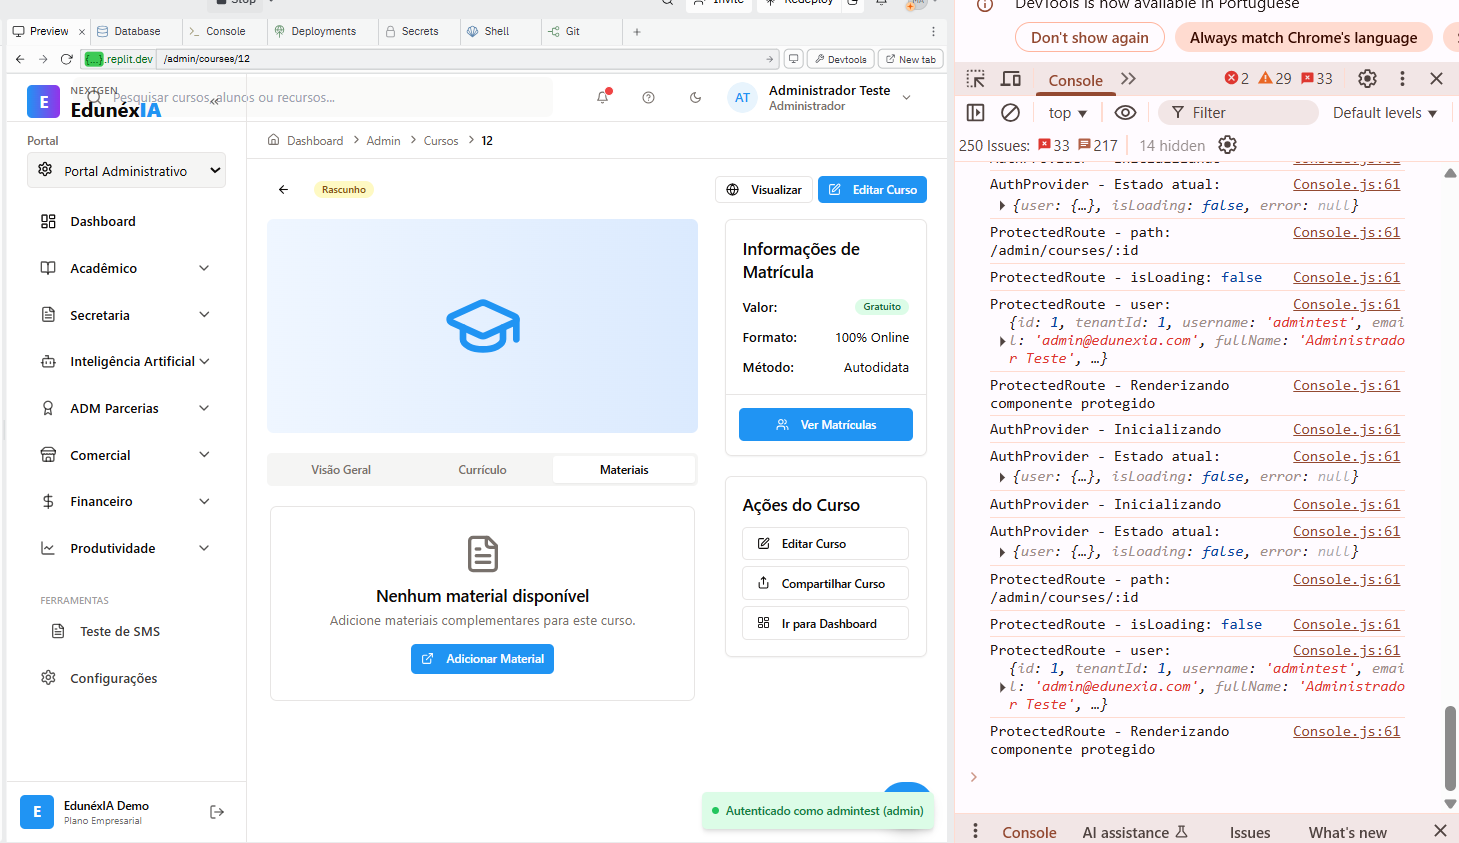 Stop
Invite
Redeploy
Preview
Database
Console
Deployments
Secrets
Shell
Git
{...}.replit.dev
/admin/courses/12
Devtools
New tab
E
NEXTGEN
EdunéxIA
Pesquisar cursos, alunos ou recursos...
AT
Administrador Teste
Administrador
Portal
Portal Administrativo
Dashboard
Acadêmico
Secretaria
Inteligência Artificial
ADM Parcerias
Comercial
Financeiro
Produtividade
FERRAMENTAS
Teste de SMS
Configurações
E
EdunéxIA Demo
Plano Empresarial
Dashboard
Admin
Cursos
12
Rascunho
Visualizar
Editar Curso
Visão Geral
Currículo
Materiais
Nenhum material disponível
Adicione materiais complementares para este curso.
Adicionar Material
Informações de
Matrícula
Valor: Gratuito
Formato: 100% Online
Método: Autodidata
Ver Matrículas
Ações do Curso
Editar Curso
Compartilhar Curso
Ir para Dashboard
Autenticado como admintest (admin)
DevTools is now available in Portuguese
Don't show again
Always match Chrome's language
Console
2
29
33
top
Filter
Default levels
250 Issues: 33 217
14 hidden
AuthProvider - Inicializando Console.js:61
AuthProvider - Estado atual: Console.js:61
{user: {…}, isLoading: false, error: null}
ProtectedRoute - path: Console.js:61
/admin/courses/:id
ProtectedRoute - isLoading: false Console.js:61
ProtectedRoute - user: Console.js:61
{id: 1, tenantId: 1, username: 'admintest', emai
l: 'admin@edunexia.com', fullName: 'Administrado
r Teste', …}
ProtectedRoute - Renderizando Console.js:61
componente protegido
AuthProvider - Inicializando Console.js:61
AuthProvider - Estado atual: Console.js:61
{user: {…}, isLoading: false, error: null}
AuthProvider - Inicializando Console.js:61
AuthProvider - Estado atual: Console.js:61
{user: {…}, isLoading: false, error: null}
ProtectedRoute - path: Console.js:61
/admin/courses/:id
ProtectedRoute - isLoading: false Console.js:61
ProtectedRoute - user: Console.js:61
{id: 1, tenantId: 1, username: 'admintest', emai
l: 'admin@edunexia.com', fullName: 'Administrado
r Teste', …}
ProtectedRoute - Renderizando Console.js:61
componente protegido
Console
AI assistance
Issues
What's new